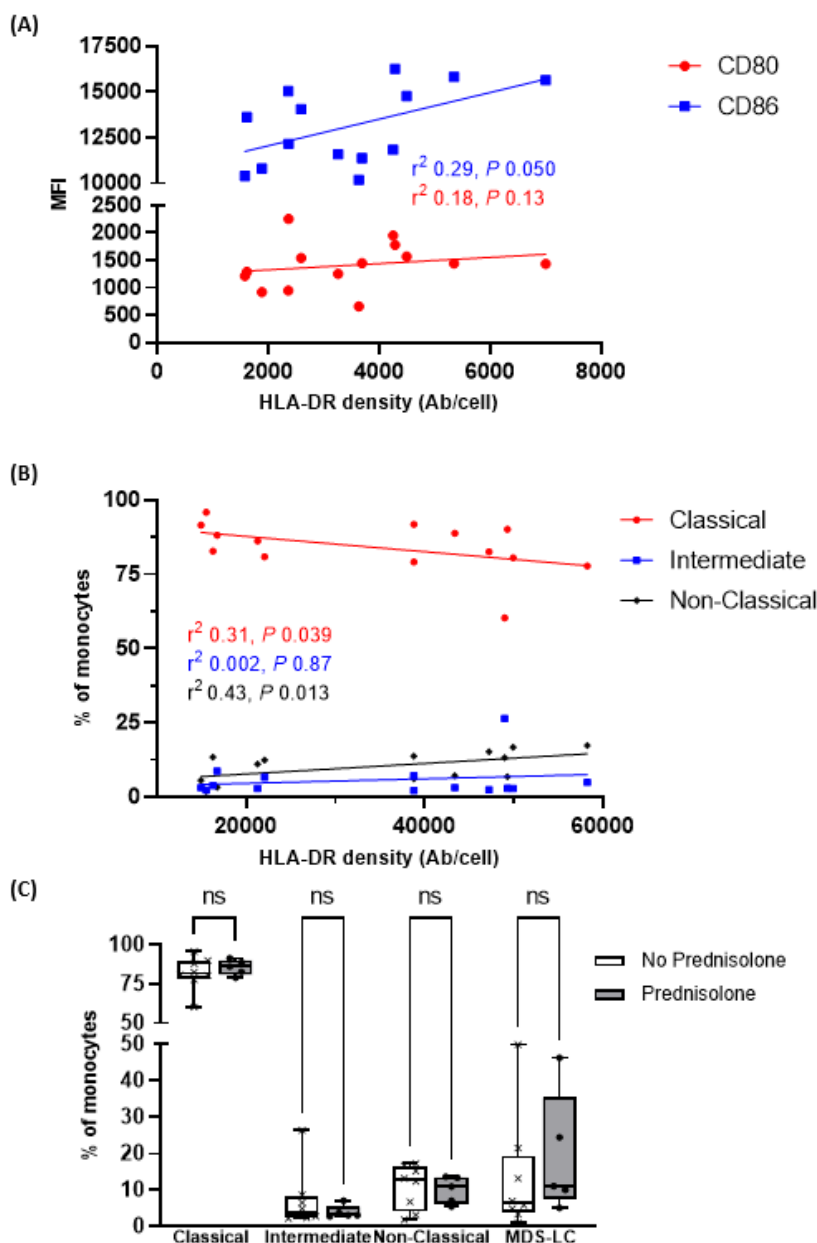 (A)
17500
15000
12500
10000
2500
2000
1500
1000
500
0
MFI
0 2000 4000 6000 8000
HLA-DR density (Ab/cell)
CD80
CD86
r² 0.29, P 0.050
r² 0.18, P 0.13
(B)
100
75
50
25
0
% of monocytes
20000 40000 60000
HLA-DR density (Ab/cell)
Classical
Intermediate
Non-Classical
r² 0.31, P 0.039
r² 0.002, P 0.87
r² 0.43, P 0.013
(C)
ns ns ns ns
100
75
50
50
40
30
20
10
0
% of monocytes
Classical Intermediate Non-Classical MDS-LC
No Prednisolone
Prednisolone